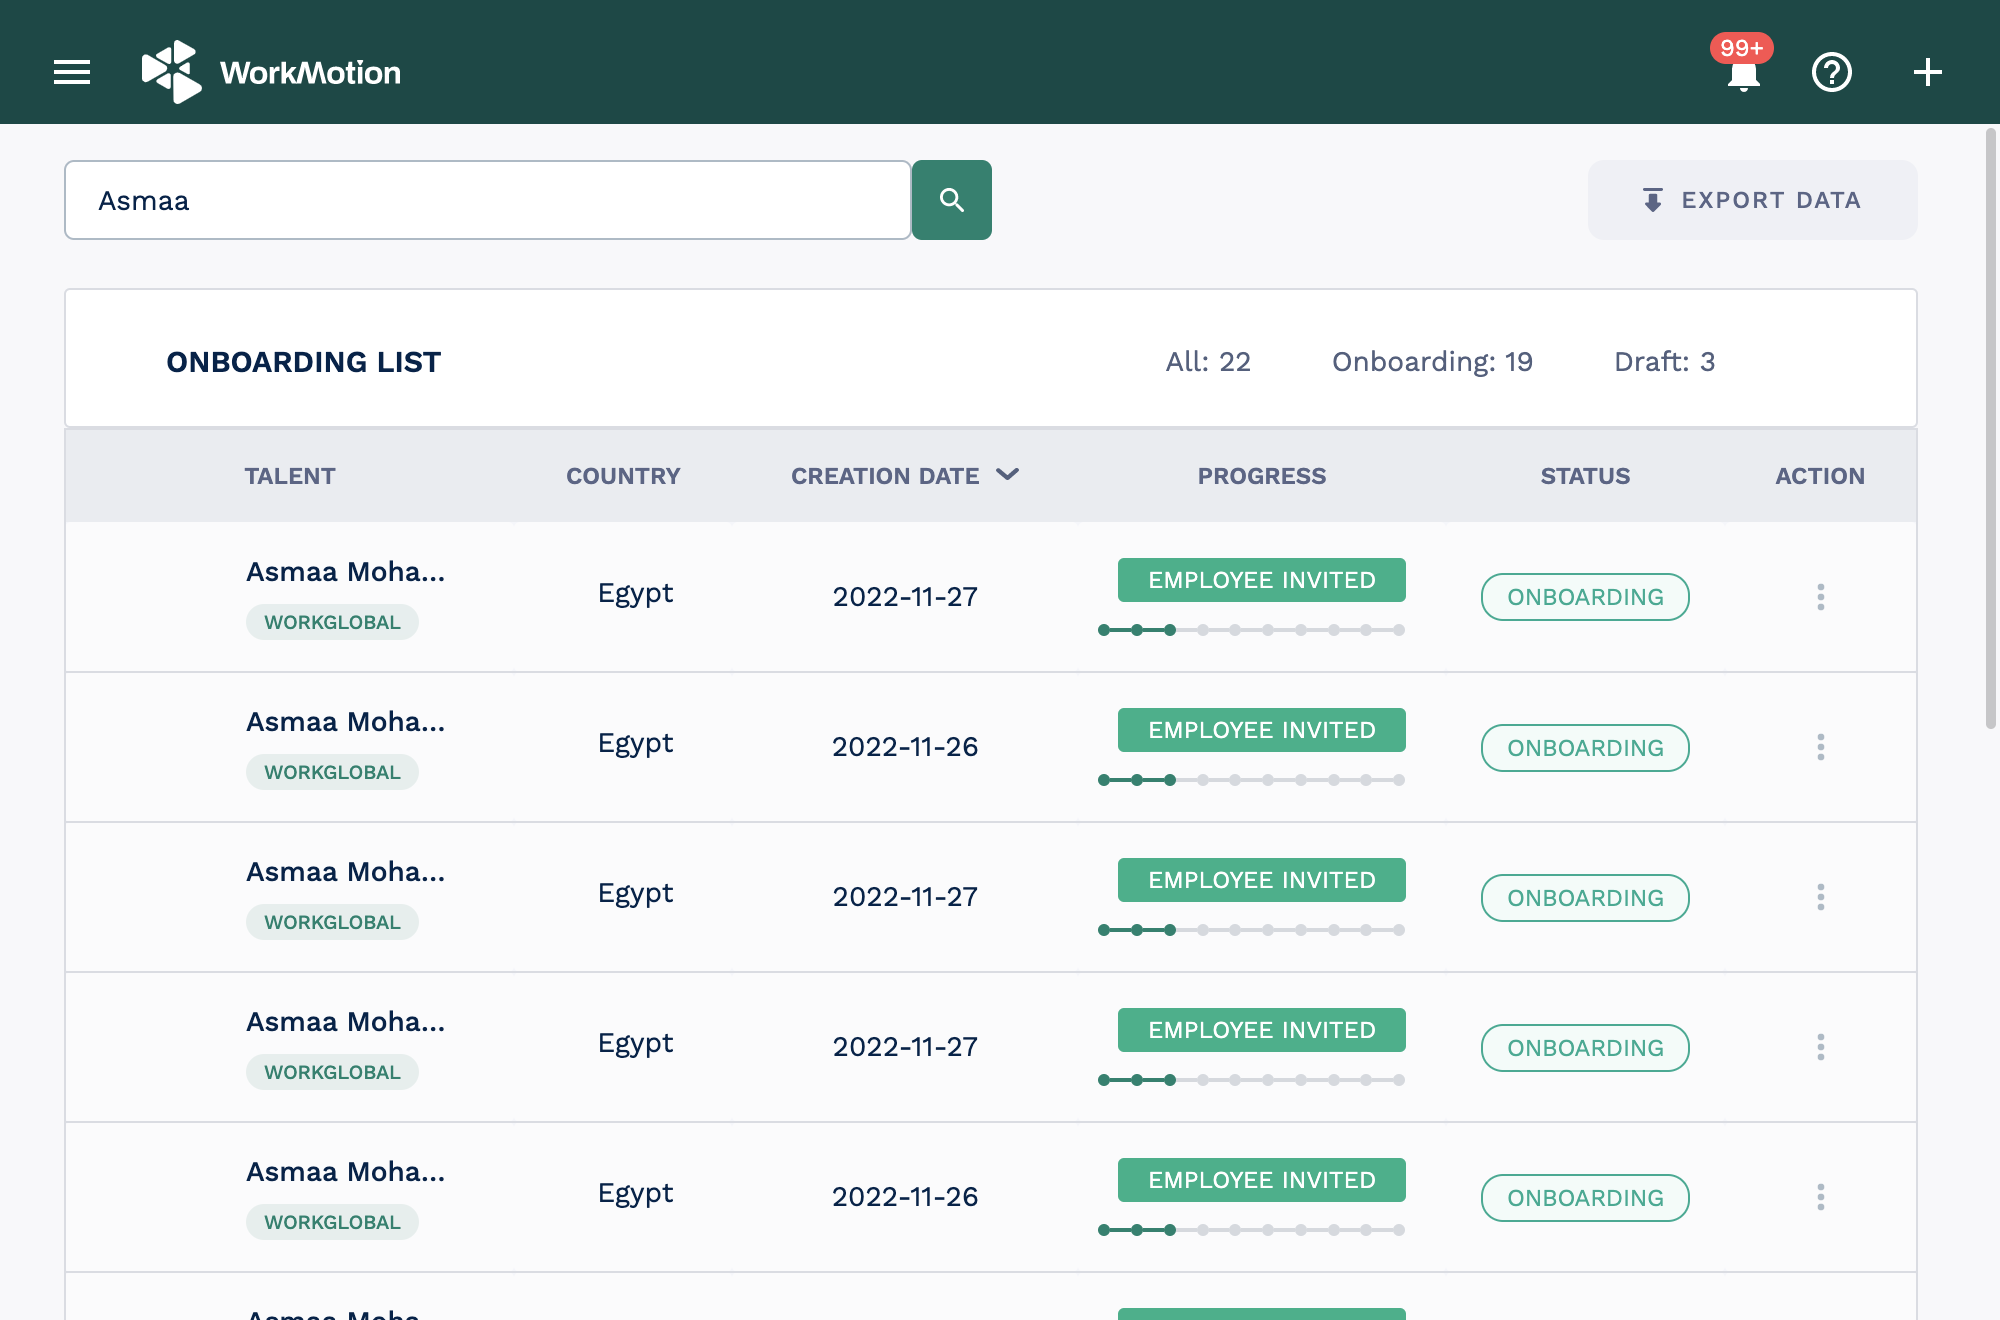 WorkMotion
99+
Asmaa
EXPORT DATA
ONBOARDING LIST
All: 22
Onboarding: 19
Draft: 3
TALENT COUNTRY CREATION DATE PROGRESS STATUS ACTION
Asmaa Moha...
WORKGLOBAL
Egypt
2022-11-27
EMPLOYEE INVITED
ONBOARDING
Asmaa Moha...
WORKGLOBAL
Egypt
2022-11-26
EMPLOYEE INVITED
ONBOARDING
Asmaa Moha...
WORKGLOBAL
Egypt
2022-11-27
EMPLOYEE INVITED
ONBOARDING
Asmaa Moha...
WORKGLOBAL
Egypt
2022-11-27
EMPLOYEE INVITED
ONBOARDING
Asmaa Moha...
WORKGLOBAL
Egypt
2022-11-26
EMPLOYEE INVITED
ONBOARDING